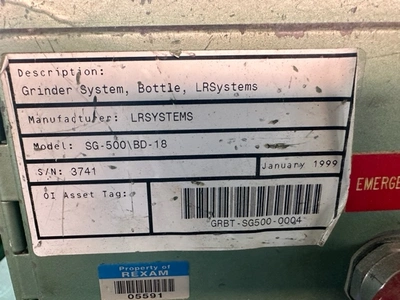 Description:
Grinder System, Bottle, LRSystems
Manufacturer: LRSYSTEMS
Model: SG-500\BD-18
S/N: 3741
January 1999
OI Asset Tag:
*GRBT-SG500-0004*
EMERGE
Property of
REXAM
05591